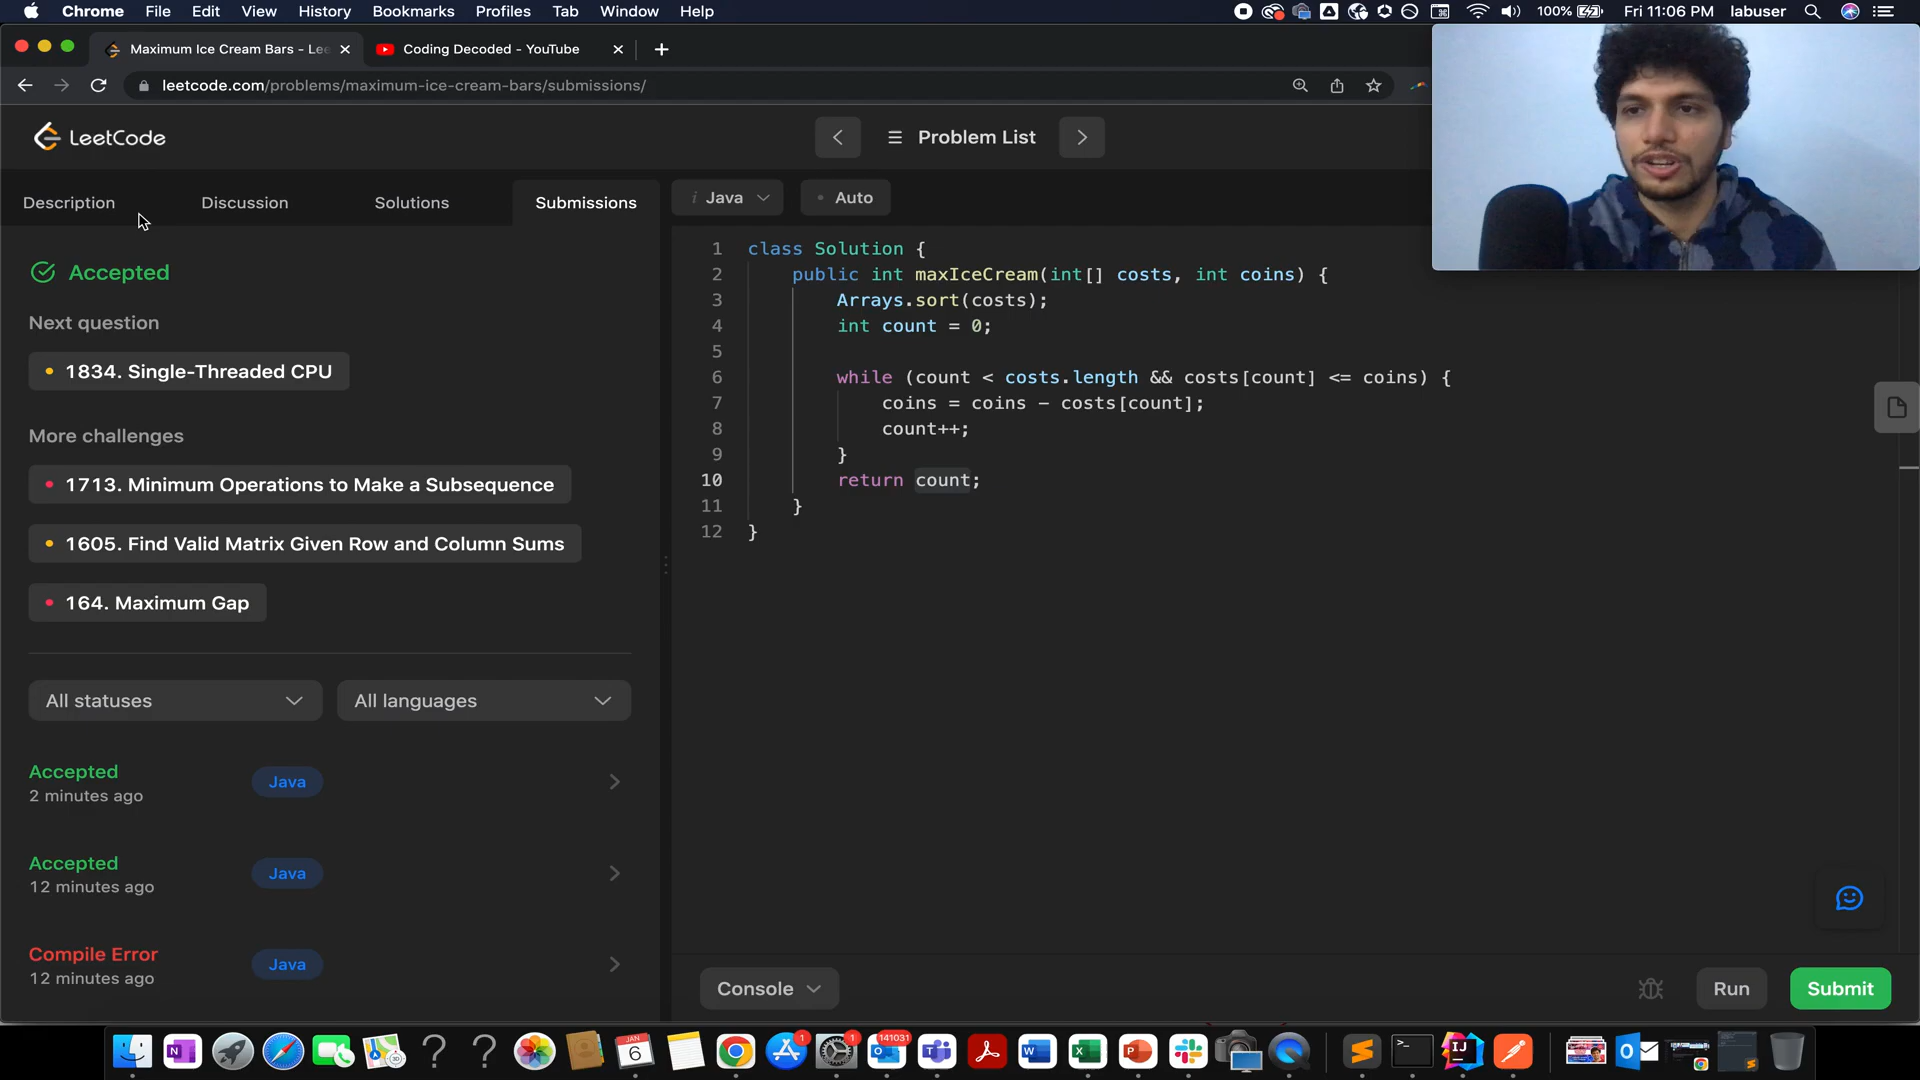 Chrome File Edit View History Bookmarks Profiles Tab Window Help
100% Fri 11:06 PM labuser
Maximum Ice Cream Bars - Lee
Coding Decoded - YouTube
leetcode.com/problems/maximum-ice-cream-bars/submissions/
LeetCode
Problem List
Description Discussion Solutions Submissions
Accepted
Next question
1834. Single-Threaded CPU
More challenges
1713. Minimum Operations to Make a Subsequence
1605. Find Valid Matrix Given Row and Column Sums
164. Maximum Gap
All statuses All languages
Accepted
2 minutes ago
Java
Accepted
12 minutes ago
Java
Compile Error
12 minutes ago
Java
i Java Auto
1 class Solution {
2 public int maxIceCream(int[] costs, int coins) {
3 Arrays.sort(costs);
4 int count = 0;
5
6 while (count < costs.length && costs[count] <= coins) {
7 coins = coins - costs[count];
8 count++;
9 }
10 return count;
11 }
12 }
Console
Run
Submit
1
1
141031
6